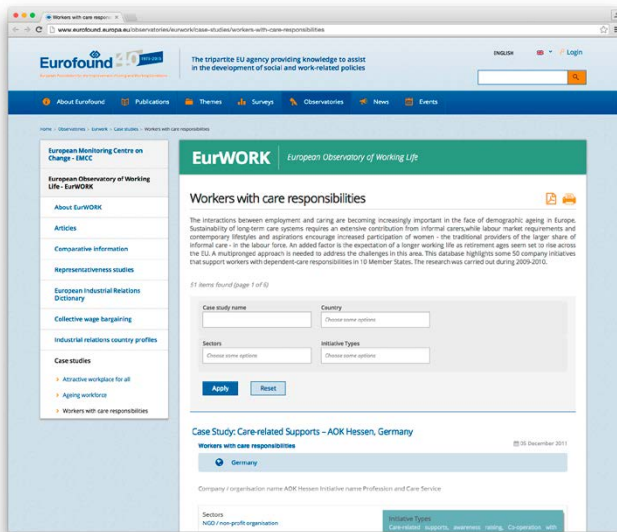 Workers with care respons
www.eurofound.europa.eu/observatories/eurwork/case-studies/workers-with-care-responsibilities
Eurofound
40
The tripartite EU agency providing knowledge to assist
in the development of social and work-related policies
ENGLISH
Login
About Eurofound
Publications
Themes
Surveys
Observatories
News
Events
Home > Observatories > Eurwork > Case studies > Workers with care responsibilities
European Monitoring Centre on
Change - EMCC
European Observatory of Working
Life - EurWORK
About EurWORK
Articles
Comparative information
Representativeness studies
European Industrial Relations
Dictionary
Collective wage bargaining
Industrial relations country profiles
Case studies
> Attractive workplace for all
> Ageing workforce
> Workers with care responsibilities
EurWORK European Observatory of Working Life
Workers with care responsibilities
The interactions between employment and caring are becoming increasingly important in the face of demographic ageing in Europe.
Sustainability of long-term care systems requires an extensive contribution from informal carers,while labour market requirements and
contemporary lifestyles and aspirations encourage increased participation of women - the traditional providers of the larger share of
informal care - in the labour force. An added factor is the expectation of a longer working life as retirement ages seem set to rise across
the EU. A multipronged approach is needed to address the challenges in this area. This database highlights some 50 company initiatives
that support workers with dependent-care responsibilities in 10 Member States. The research was carried out during 2009-2010.
51 items found (page 1 of 6)
Case study name
Country
Choose some options
Sectors
Initiative Types
Choose some options
Choose some options
Apply
Reset
Case Study: Care-related Supports – AOK Hessen, Germany
Workers with care responsibilities
December 2011
Germany
Company / organisation name AOK Hessen Initiative name Profession and Care Service
Sectors
NGO / non-profit organisation
Initiative Types
Care-related supports, awareness raising, Co-operation with